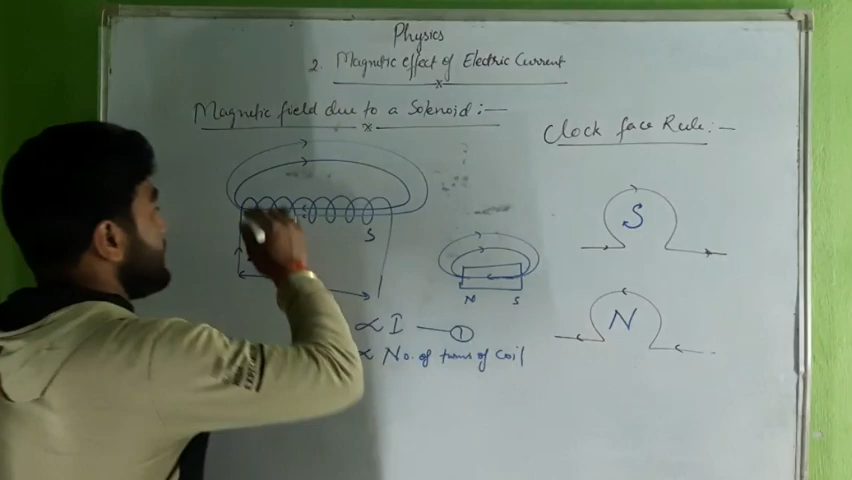 Physics
2. Magnetic effect of Electric Current
x
Magnetic field due to a Solenoid:—
x
Clock face Rule:—
S
S
N S
N
∝ I — 1
∝ No. of turns of coil